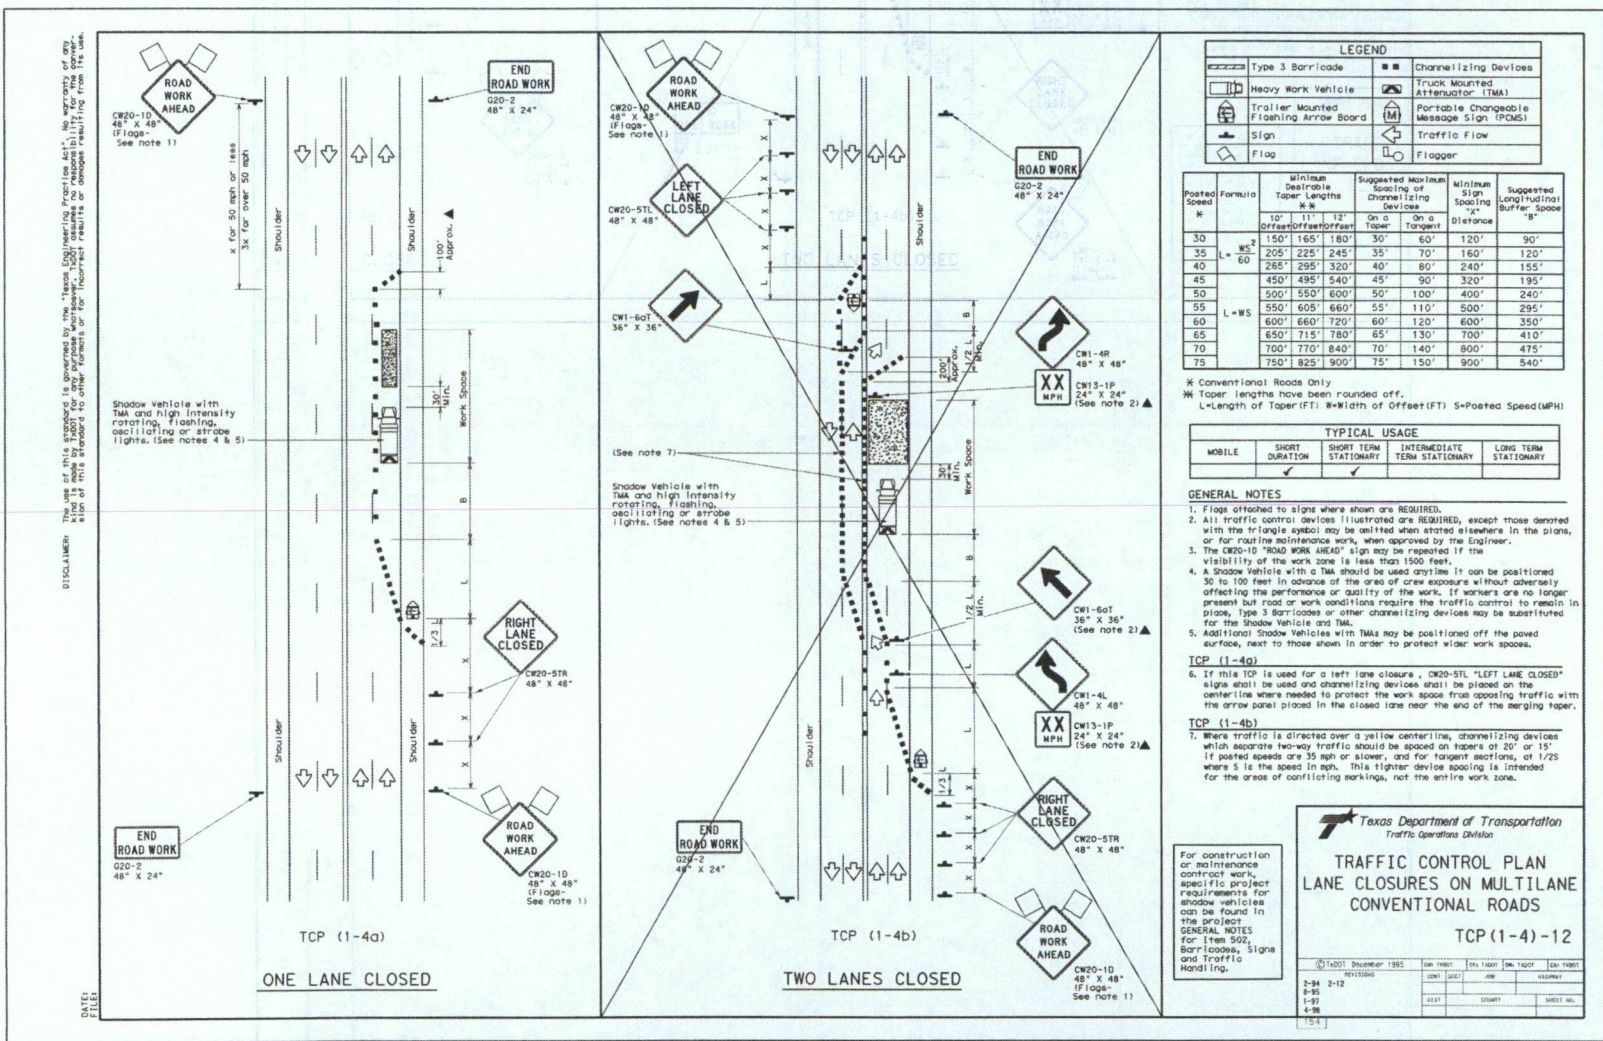 DISCLAIMER:
The use of this standard is governed by the "Texas Engineering Practice Act". No warranty of any
kind is made by TxDOT for any purpose whatsoever. TxDOT assumes no responsibility for the conver-
sion of this standard to other formats or for incorrect results or damages resulting from its use.
DATE:
FILE:
ROAD
WORK
AHEAD
CW20-1D
48" X 48"
(Flags-
See note 1)
END
ROAD WORK
G20-2
48" X 24"
x for 50 mph or less
3x for over 50 mph
Shoulder
Shoulder
100'
Approx. ▲
30'
Min.
Work Space
Shadow Vehicle with
TMA and high intensity
rotating, flashing,
oscillating or strobe
lights. (See notes 4 & 5)
B
L
1/3 L
RIGHT
LANE
CLOSED
CW20-5TR
48" X 48"
X
X
X
Shoulder
Shoulder
END
ROAD WORK
G20-2
48" X 24"
ROAD
WORK
AHEAD
CW20-1D
48" X 48"
(Flags-
See note 1)
TCP (1-4a)
ONE LANE CLOSED
ROAD
WORK
AHEAD
CW20-1D
48" X 48"
(Flags-
See note 1)
LEFT
LANE
CLOSED
CW20-5TL
48" X 48"
X
X
X
L
END
ROAD WORK
G20-2
48" X 24"
Shoulder
Shoulder
CW1-6aT
36" X 36"
B
1/2 L
Min.
200'
Approx.
CW1-4R
48" X 48"
XX
MPH
CW13-1P
24" X 24"
(See note 2) ▲
(See note 7)
Work Space
30'
Min.
Shadow Vehicle with
TMA and high intensity
rotating, flashing,
oscillating or strobe
lights. (See notes 4 & 5)
B
1/2 L
Min.
CW1-6aT
36" X 36"
(See note 2) ▲
L
CW1-4L
48" X 48"
XX
MPH
CW13-1P
24" X 24"
(See note 2) ▲
L
1/3 L
Shoulder
Shoulder
X
X
X
X
RIGHT
LANE
CLOSED
CW20-5TR
48" X 48"
END
ROAD WORK
G20-2
48" X 24"
ROAD
WORK
AHEAD
CW20-1D
48" X 48"
(Flags-
See note 1)
TCP (1-4b)
TWO LANES CLOSED
LEGEND
Type 3 Barricade Channelizing Devices
Heavy Work Vehicle Truck Mounted Attenuator (TMA)
Trailer Mounted Flashing Arrow Board M Portable Changeable Message Sign (PCMS)
Sign Traffic Flow
Flag Flagger
Posted Speed * Formula Minimum Desirable Taper Lengths ** Suggested Maximum Spacing of Channelizing Devices Minimum Sign Spacing "X" Distance Suggested Longitudinal Buffer Space "B"
10' Offset 11' Offset 12' Offset On a Taper On a Tangent
30 150' 165' 180' 30' 60' 120' 90'
35 L= WS² / 60 205' 225' 245' 35' 70' 160' 120'
40 265' 295' 320' 40' 80' 240' 155'
45 450' 495' 540' 45' 90' 320' 195'
50 500' 550' 600' 50' 100' 400' 240'
55 L=WS 550' 605' 660' 55' 110' 500' 295'
60 600' 660' 720' 60' 120' 600' 350'
65 650' 715' 780' 65' 130' 700' 410'
70 700' 770' 840' 70' 140' 800' 475'
75 750' 825' 900' 75' 150' 900' 540'
* Conventional Roads Only
** Taper lengths have been rounded off.
L=Length of Taper(FT) W=Width of Offset(FT) S=Posted Speed(MPH)
TYPICAL USAGE
MOBILE SHORT DURATION SHORT TERM STATIONARY INTERMEDIATE TERM STATIONARY LONG TERM STATIONARY
✓ ✓
GENERAL NOTES
1. Flags attached to signs where shown are REQUIRED.
2. All traffic control devices illustrated are REQUIRED, except those denoted
with the triangle symbol may be omitted when stated elsewhere in the plans,
or for routine maintenance work, when approved by the Engineer.
3. The CW20-1D "ROAD WORK AHEAD" sign may be repeated if the
visibility of the work zone is less than 1500 feet.
4. A Shadow Vehicle with a TMA should be used anytime it can be positioned
30 to 100 feet in advance of the area of crew exposure without adversely
affecting the performance or quality of the work. If workers are no longer
present but road or work conditions require the traffic control to remain in
place, Type 3 Barricades or other channelizing devices may be substituted
for the Shadow Vehicle and TMA.
5. Additional Shadow Vehicles with TMAs may be positioned off the paved
surface, next to those shown in order to protect wider work spaces.
TCP (1-4a)
6. If this TCP is used for a left lane closure , CW20-5TL "LEFT LANE CLOSED"
signs shall be used and channelizing devices shall be placed on the
centerline where needed to protect the work space from opposing traffic with
the arrow panel placed in the closed lane near the end of the merging taper.
TCP (1-4b)
7. Where traffic is directed over a yellow centerline, channelizing devices
which separate two-way traffic should be spaced on tapers at 20' or 15'
if posted speeds are 35 mph or slower, and for tangent sections, at 1/2S
where S is the speed in mph. This tighter device spacing is intended
for the areas of conflicting markings, not the entire work zone.
For construction
or maintenance
contract work,
specific project
requirements for
shadow vehicles
can be found in
the project
GENERAL NOTES
for Item 502,
Barricades, Signs
and Traffic
Handling.
Texas Department of Transportation
Traffic Operations Division
TRAFFIC CONTROL PLAN
LANE CLOSURES ON MULTILANE
CONVENTIONAL ROADS
TCP(1-4)-12
© TxDOT December 1985 DN: TXDOT CK: TXDOT DW: TXDOT CK: TXDOT
REVISIONS CONT SECT JOB HIGHWAY
2-94 2-12
8-95
1-97 DIST COUNTY SHEET NO.
4-98
154